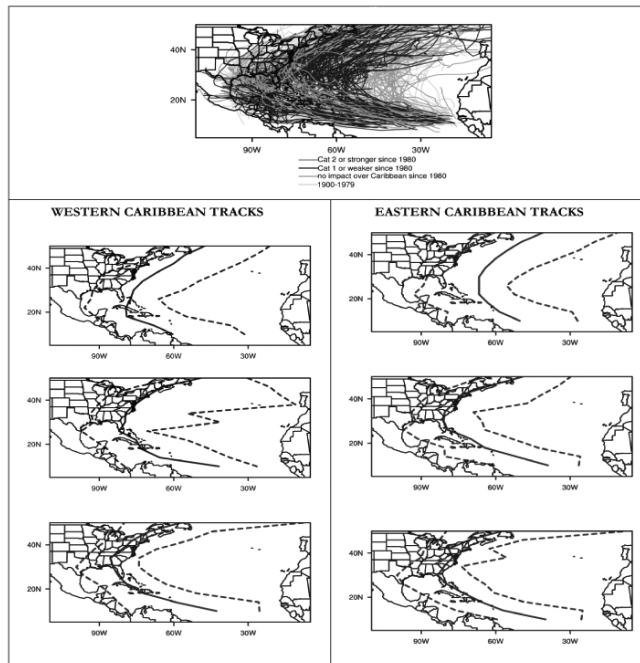 40N
20N
90W 60W 30W
Cat 2 or stronger since 1980
Cat 1 or weaker since 1980
no impact over Caribbean since 1980
1900-1979
WESTERN CARIBBEAN TRACKS
40N
20N
90W 60W 30W
40N
20N
90W 60W 30W
40N
20N
90W 60W 30W
EASTERN CARIBBEAN TRACKS
40N
20N
90W 60W 30W
40N
20N
90W 60W 30W
40N
20N
90W 60W 30W